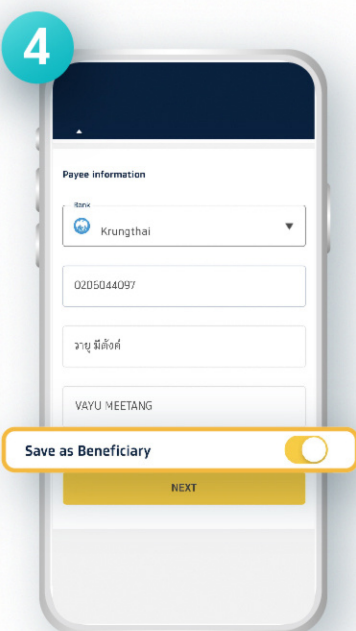 4
Payee information
Bank
Krungthai
0205044097
วายุ มีตังค์
VAYU MEETANG
Save as Beneficiary
NEXT